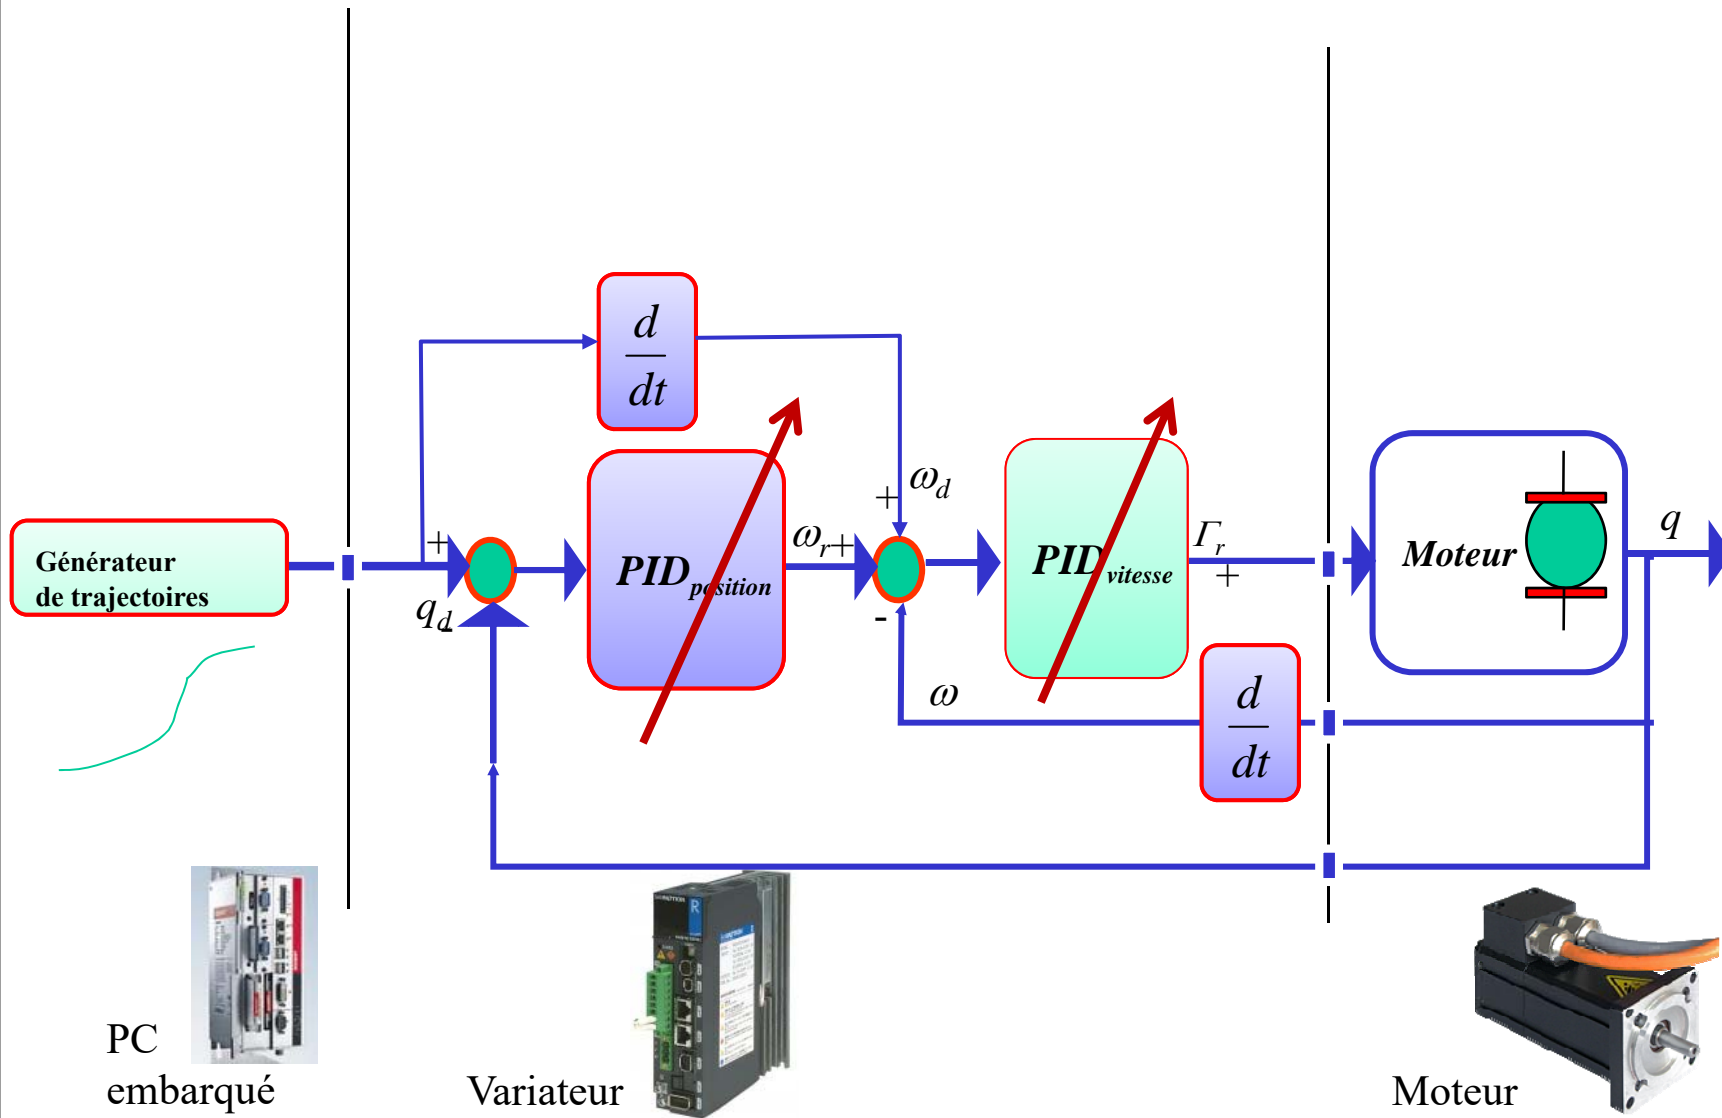 d
dt
+
ω_d
Générateur
de trajectoires
+
q_d
-
PID_position
ω_r
+
-
PID_vitesse
Γ_r
+
Moteur
q
ω
d
dt
R
PC
embarqué
Variateur
Moteur